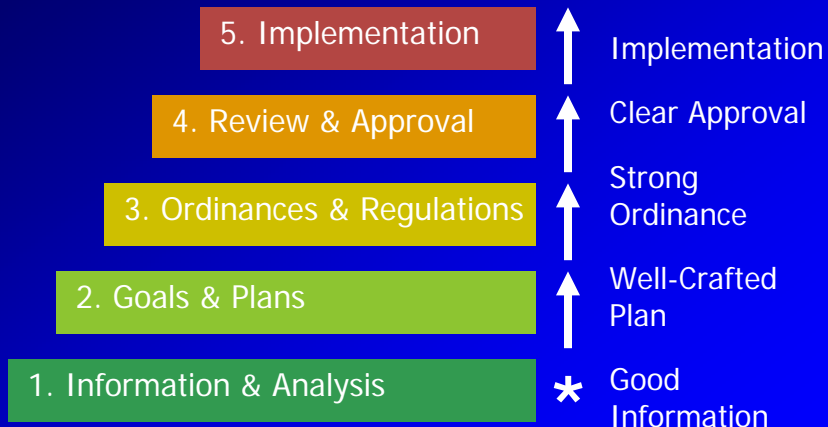 5. Implementation
Implementation
4. Review & Approval
Clear Approval
3. Ordinances & Regulations
Strong
Ordinance
2. Goals & Plans
Well-Crafted
Plan
1. Information & Analysis
* Good
Information